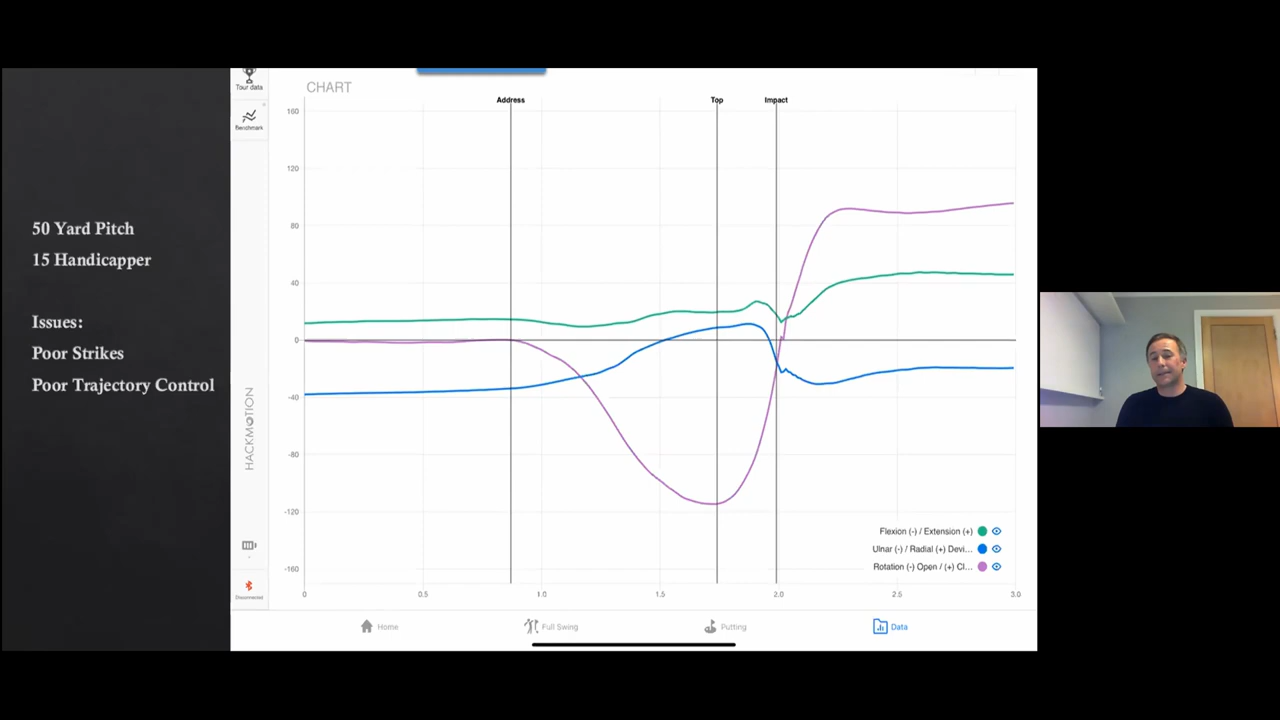 50 Yard Pitch
15 Handicapper
Issues:
Poor Strikes
Poor Trajectory Control
Tour data
Benchmark
HACKMOTION
Disconnected
CHART
Address
Top
Impact
160
120
80
40
0
-40
-80
-120
-160
0
0.5
1.0
1.5
2.0
2.5
3.0
Flexion (-) / Extension (+)
Ulnar (-) / Radial (+) Devi...
Rotation (-) Open / (+) Cl...
Home
Full Swing
Putting
Data